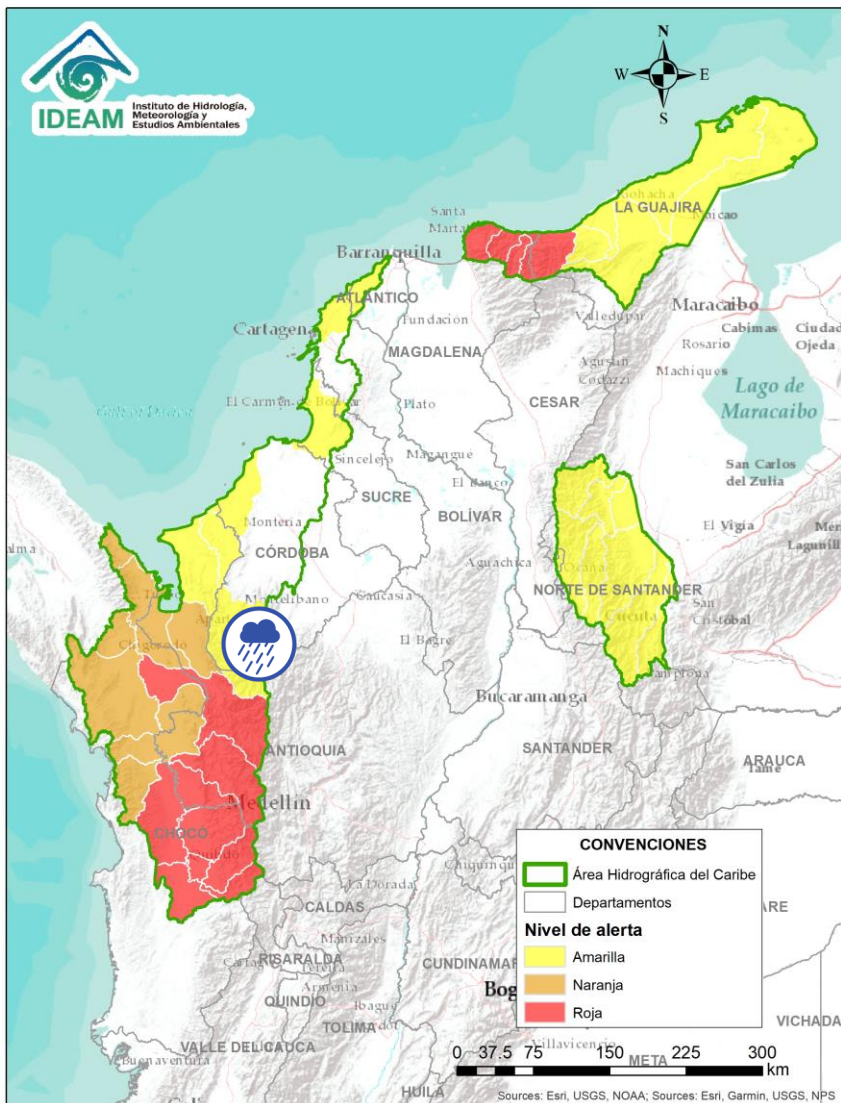 IDEAM
Instituto de Hidrología,
Meteorología y
Estudios Ambientales
N
W
E
S
Santa
Marta
LA GUAJIRA
Barranquilla
ATLÁNTICO
Cartagena
Fundación
Valledupar
Maracaibo
Cabimas
Ciudad
Ojeda
Rosario
Machiques
MAGDALENA
Agustín
Codazzi
CESAR
Lago de
Maracaibo
El Carmen de Bolívar
Plato
Sincelejo
Magangué
El Banco
San Carlos
del Zulia
SUCRE
BOLÍVAR
Montería
CÓRDOBA
Aguachica
Ocaña
El Vigía
NORTE DE SANTANDER
Montelíbano
Caucasia
Cúcuta
San
Cristóbal
El Bagre
Chigorodó
Pamplona
Bucaramanga
ANTIOQUIA
SANTANDER
ARAUCA
Tame
Medellín
CHOCÓ
Quibdó
La Dorada
CALDAS
Manizales
RISARALDA
Pereira
Armenia
QUINDÍO
Ibagué
TOLIMA
VALLE DEL CAUCA
Buenaventura
HUILA
Villavicencio
META
VICHADA
CONVENCIONES
Área Hidrográfica del Caribe
Departamentos
Nivel de alerta
Amarilla
Naranja
Roja
0 37.5 75 150 225 300
km
Sources: Esri, USGS, NOAA; Sources: Esri, Garmin, USGS, NPS